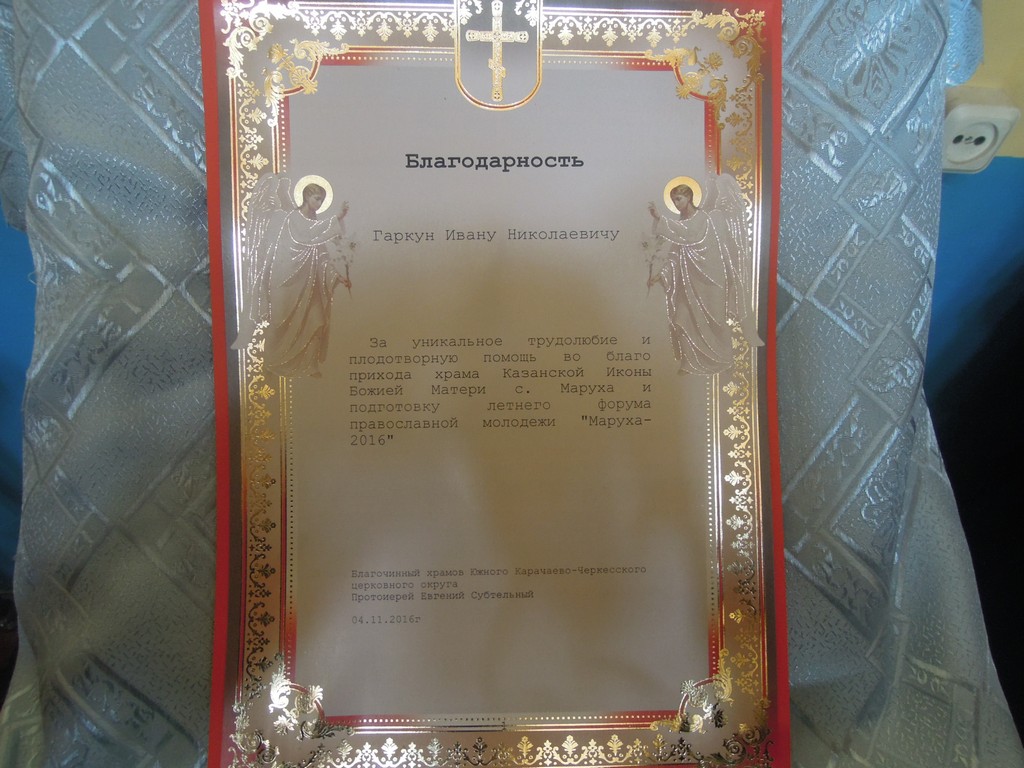 Благодарность
Гаркун Ивану Николаевичу
За уникальное трудолюбие и
плодотворную помощь во благо
прихода храма Казанской Иконы
Божией Матери с. Маруха и
подготовку летнего форума
православной молодежи "Маруха-
2016"
Благочинный храмов Южного Карачаево-Черкесского
церковного округа
Протоиерей Евгений Субтельный
04.11.2016г